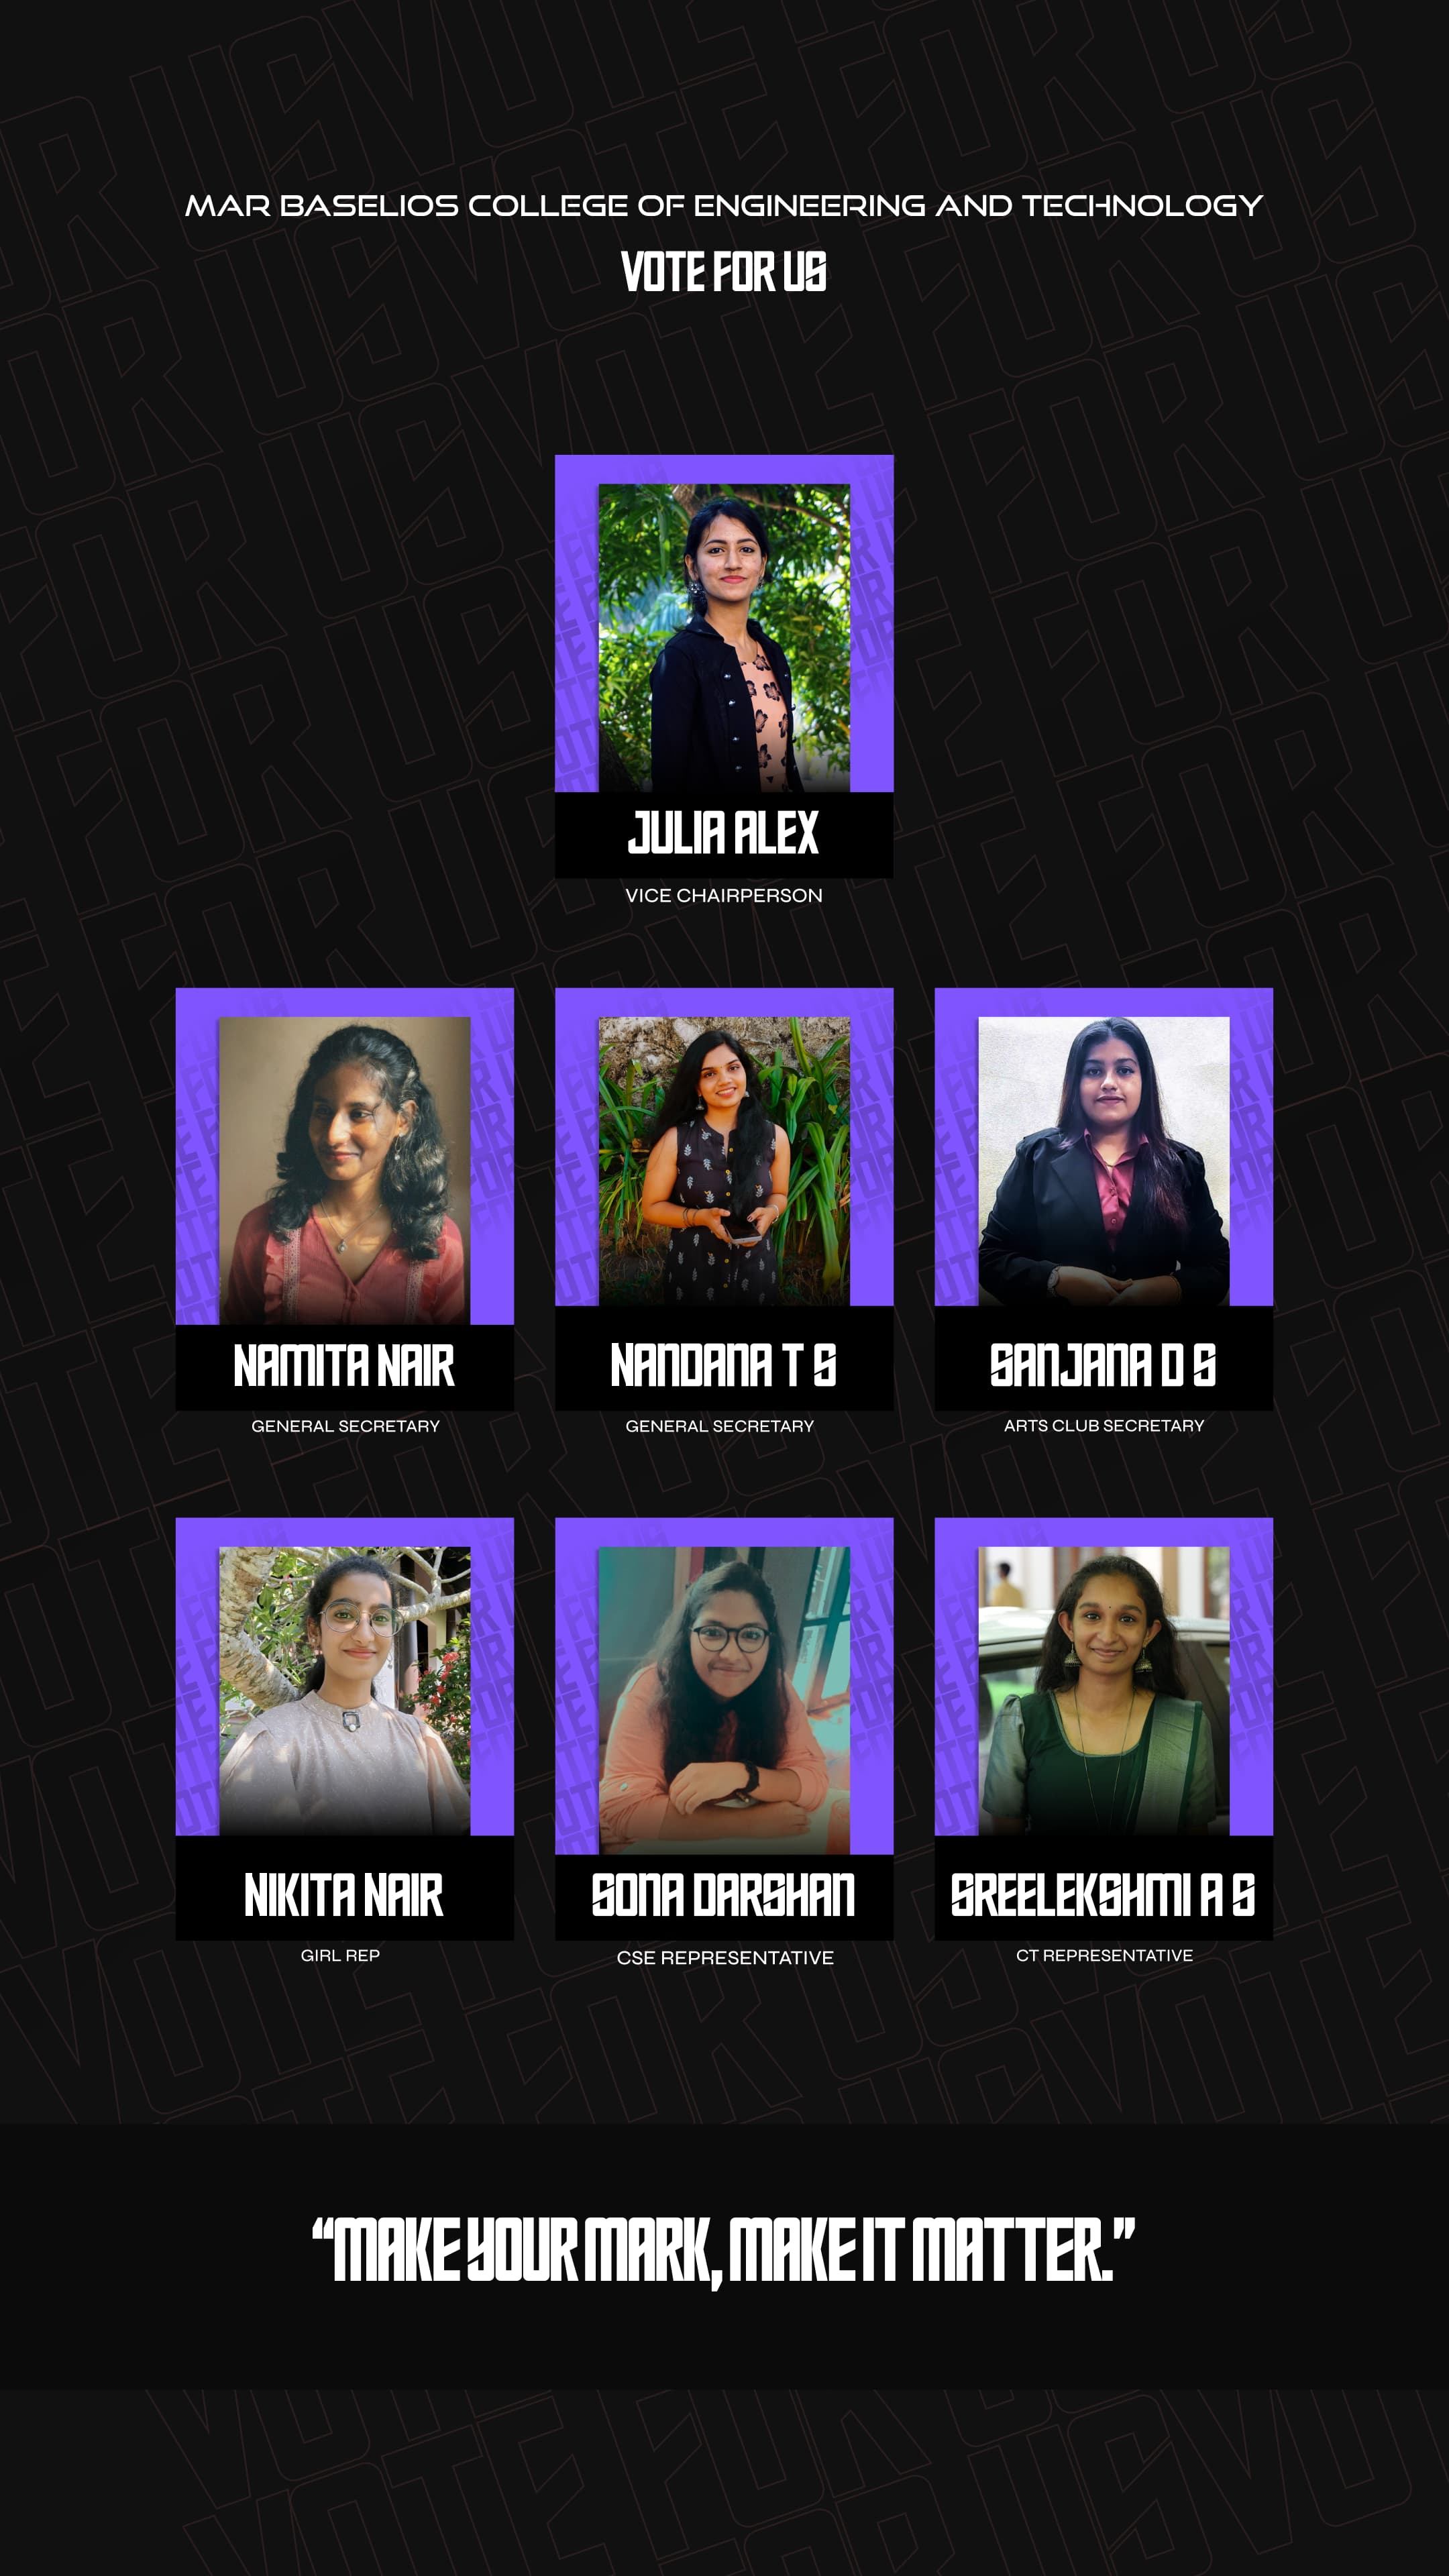 MAR BASELIOS COLLEGE OF ENGINEERING AND TECHNOLOGY
VOTE FOR US
JULIA ALEX
VICE CHAIRPERSON
NAMITA NAIR
GENERAL SECRETARY
NANDANA T S
GENERAL SECRETARY
SANJANA D S
ARTS CLUB SECRETARY
NIKITA NAIR
GIRL REP
SONA DARSHAN
CSE REPRESENTATIVE
SREELEKSHMI A S
CT REPRESENTATIVE
“MAKE YOUR MARK, MAKE IT MATTER.”